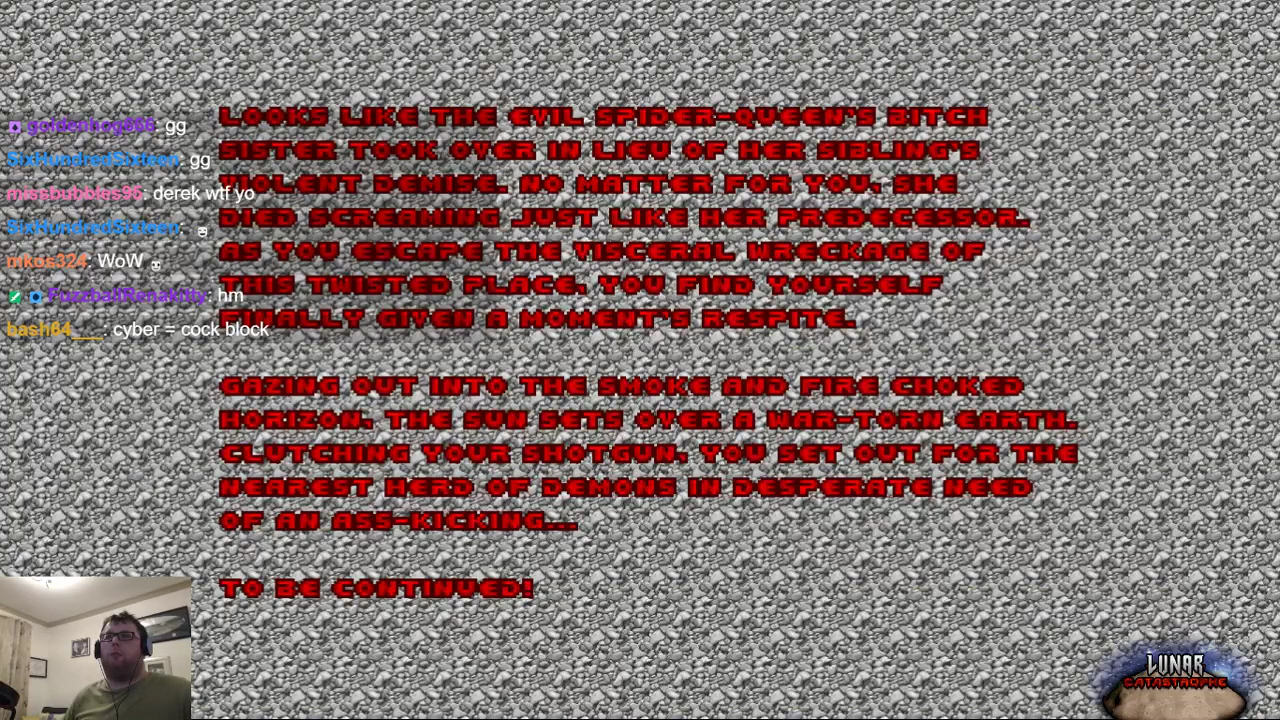 LOOKS LIKE THE EVIL SPIDER-QUEEN'S BITCH
SISTER TOOK OVER IN LIEU OF HER SIBLING'S
VIOLENT DEMISE. NO MATTER FOR YOU. SHE
DIED SCREAMING JUST LIKE HER PREDECESSOR.
AS YOU ESCAPE THE VISCERAL WRECKAGE OF
THIS TWISTED PLACE, YOU FIND YOURSELF
FINALLY GIVEN A MOMENT'S RESPITE.
GAZING OUT INTO THE SMOKE AND FIRE CHOKED
HORIZON, THE SUN SETS OVER A WAR-TORN EARTH.
CLUTCHING YOUR SHOTGUN, YOU SET OUT FOR THE
NEAREST HERD OF DEMONS IN DESPERATE NEED
OF AN ASS-KICKING...
TO BE CONTINUED!
goldenhog666: gg
SixHundredSixteen: gg
missbubbles95: derek wtf yo
SixHundredSixteen:
nikos324: WoW
FuzzballRenakitty: hm
bash64___: cyber = cock block
LUNAR
CATASTROPHE